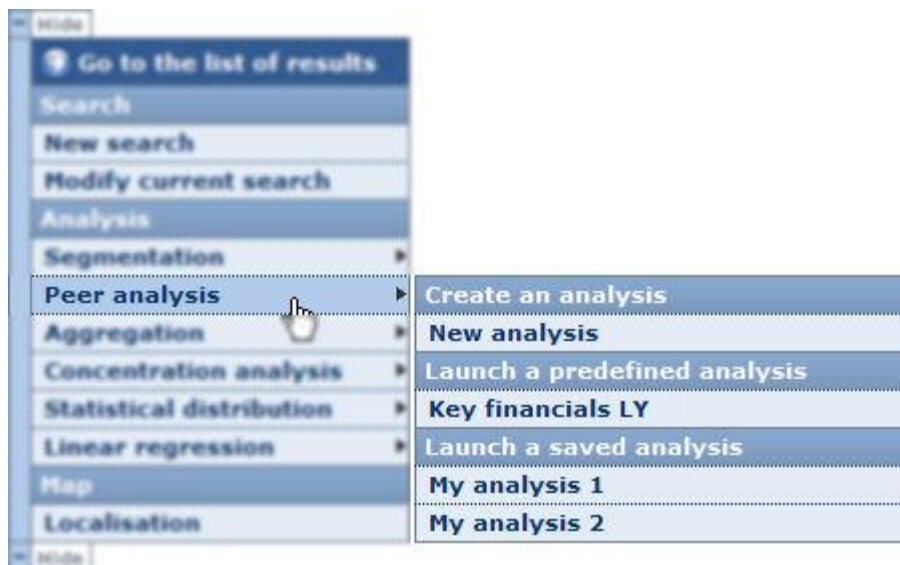 Hide
Go to the list of results
Search
New search
Modify current search
Analysis
Segmentation
Peer analysis
Aggregation
Concentration analysis
Statistical distribution
Linear regression
Map
Localisation
Hide
Create an analysis
New analysis
Launch a predefined analysis
Key financials LY
Launch a saved analysis
My analysis 1
My analysis 2